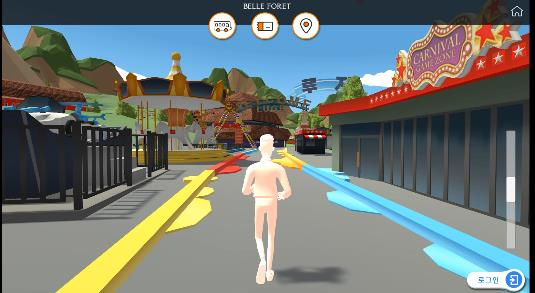 BELLE FORET
CARNIVAL
GAME ZONE
로그인